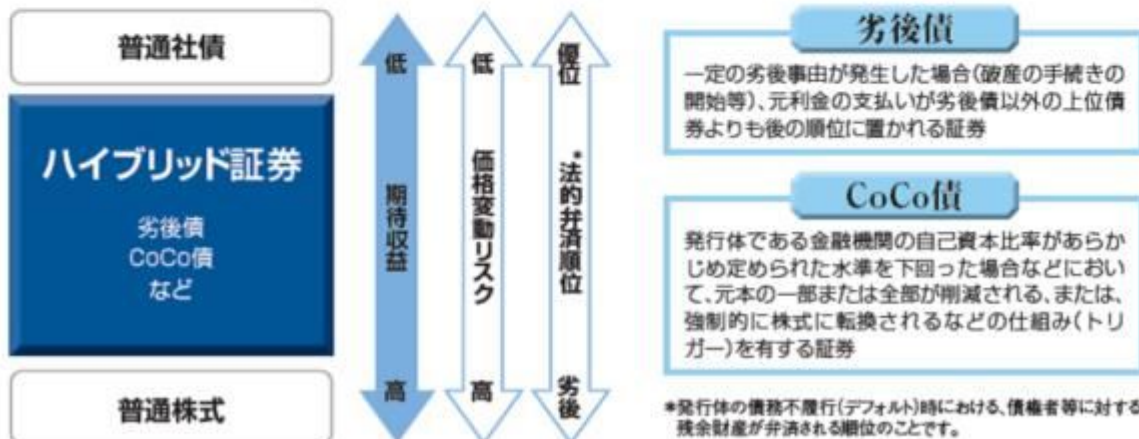 普通社債
ハイブリッド証券
劣後債
CoCo債
など
普通株式
低
期待収益
高
低
価格変動リスク
高
優位
*法的弁済順位
劣後
劣後債
一定の劣後事由が発生した場合(破産の手続きの
開始等)、元利金の支払いが劣後債以外の上位債
券よりも後の順位に置かれる証券
CoCo債
発行体である金融機関の自己資本比率があらか
じめ定められた水準を下回った場合などにおい
て、元本の一部または全部が削減される、または、
強制的に株式に転換されるなどの仕組み(トリ
ガー)を有する証券
*発行体の債務不履行(デフォルト)時における、債権者等に対する
残余財産が弁済される順位のことです。